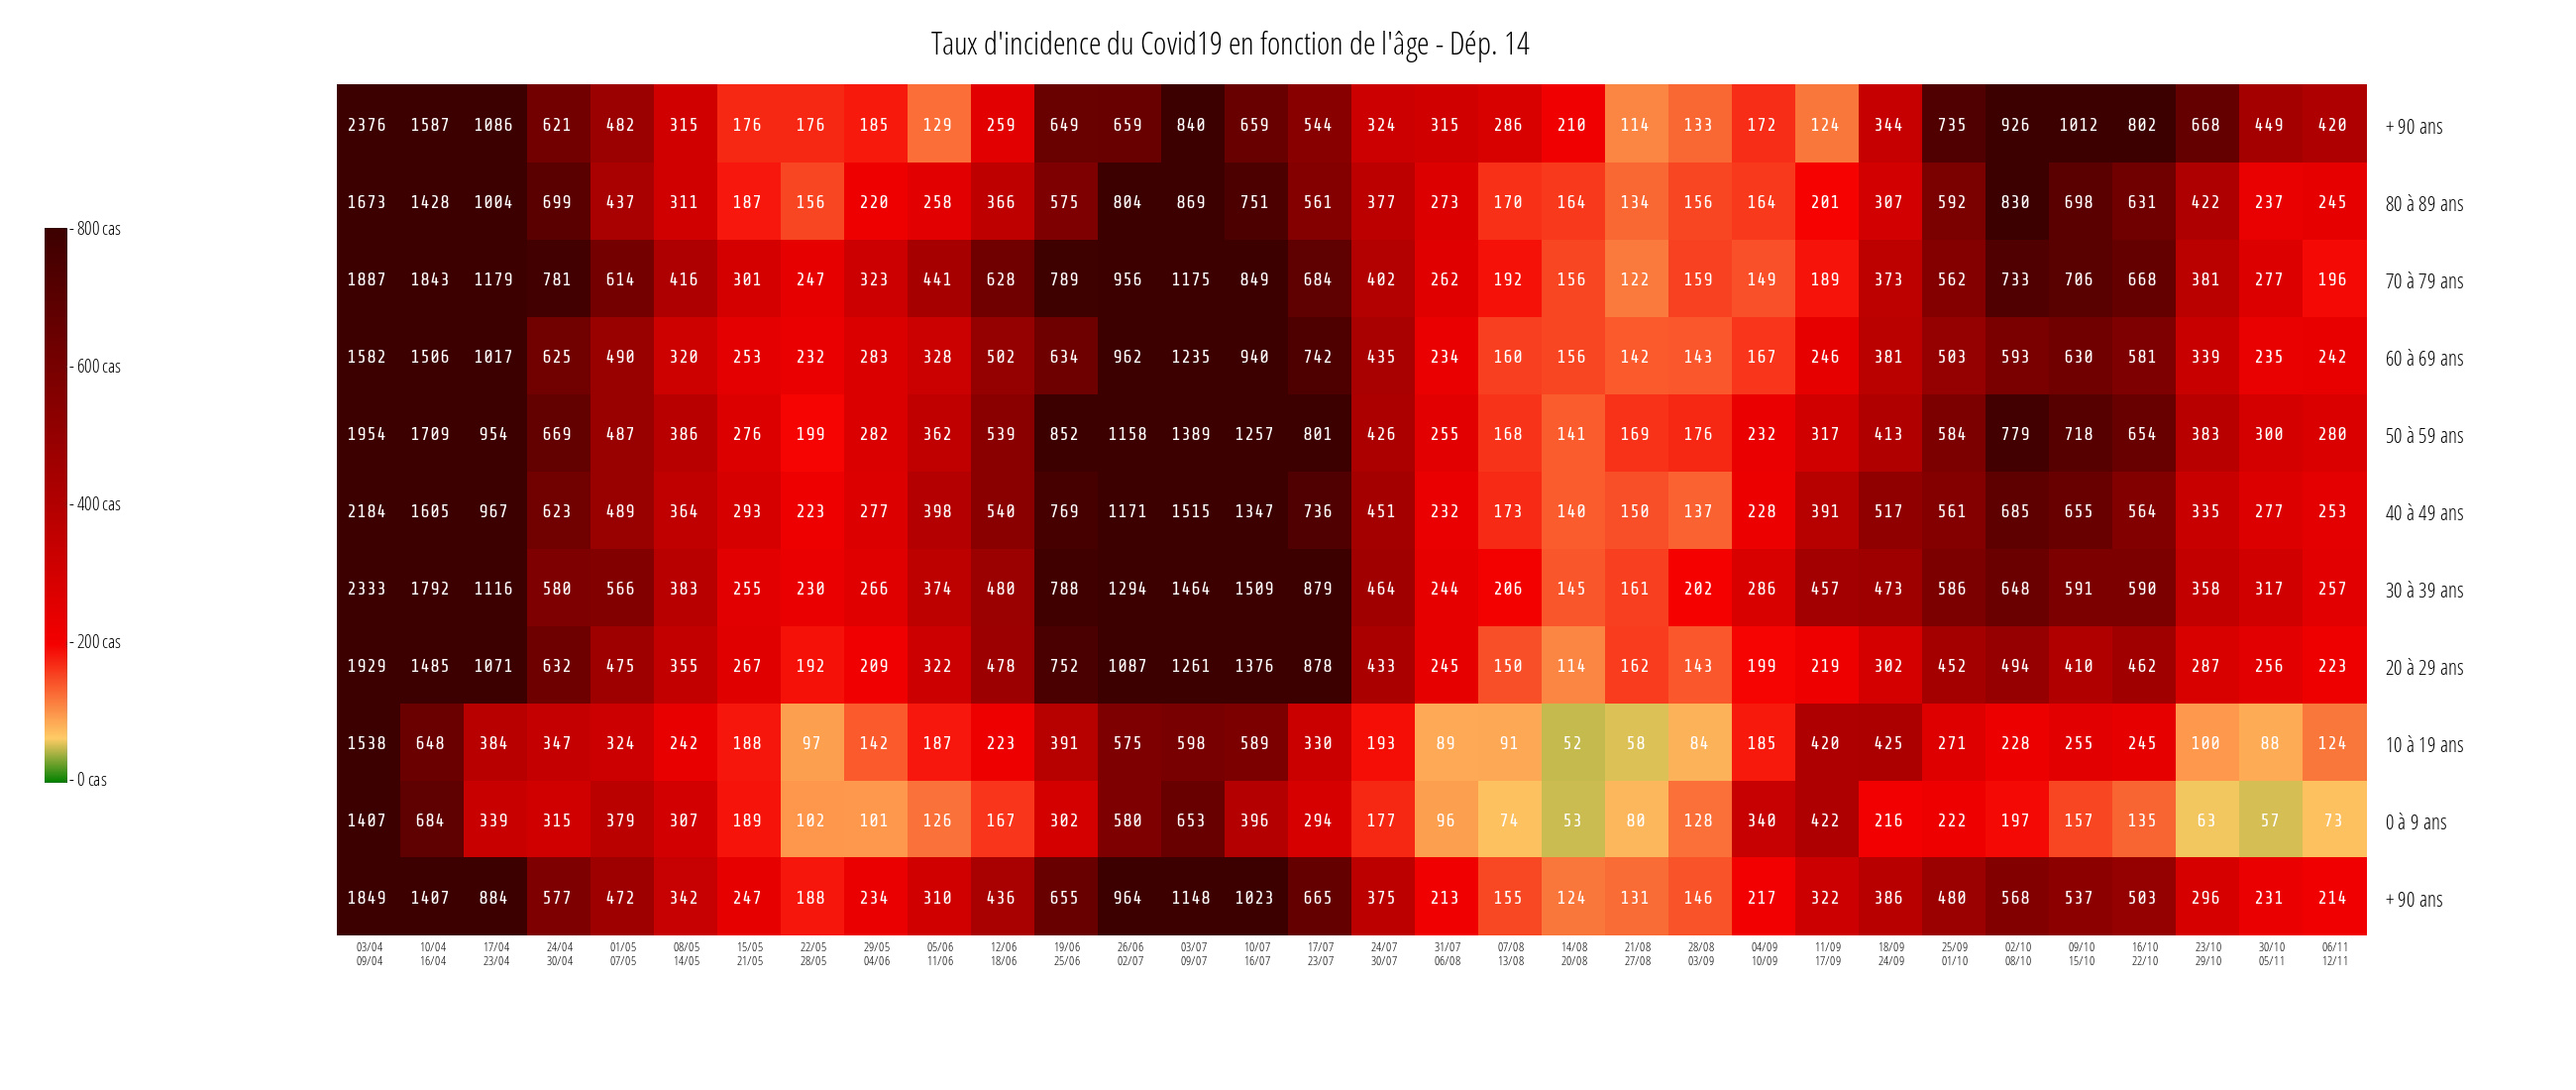 Taux d'incidence du Covid19 en fonction de l'âge - Dép. 14
- 800 cas
- 600 cas
- 400 cas
- 200 cas
- 0 cas
2376 1587 1086 621 482 315 176 176 185 129 259 649 659 840 659 544 324 315 286 210 114 133 172 124 344 735 926 1012 802 668 449 420 + 90 ans
1673 1428 1004 699 437 311 187 156 220 258 366 575 804 869 751 561 377 273 170 164 134 156 164 201 307 592 830 698 631 422 237 245 80 à 89 ans
1887 1843 1179 781 614 416 301 247 323 441 628 789 956 1175 849 684 402 262 192 156 122 159 149 189 373 562 733 706 668 381 277 196 70 à 79 ans
1582 1506 1017 625 490 320 253 232 283 328 502 634 962 1235 940 742 435 234 160 156 142 143 167 246 381 503 593 630 581 339 235 242 60 à 69 ans
1954 1709 954 669 487 386 276 199 282 362 539 852 1158 1389 1257 801 426 255 168 141 169 176 232 317 413 584 779 718 654 383 300 280 50 à 59 ans
2184 1605 967 623 489 364 293 223 277 398 540 769 1171 1515 1347 736 451 232 173 140 150 137 228 391 517 561 685 655 564 335 277 253 40 à 49 ans
2333 1792 1116 580 566 383 255 230 266 374 480 788 1294 1464 1509 879 464 244 206 145 161 202 286 457 473 586 648 591 590 358 317 257 30 à 39 ans
1929 1485 1071 632 475 355 267 192 209 322 478 752 1087 1261 1376 878 433 245 150 114 162 143 199 219 302 452 494 410 462 287 256 223 20 à 29 ans
1538 648 384 347 324 242 188 97 142 187 223 391 575 598 589 330 193 89 91 52 58 84 185 420 425 271 228 255 245 100 88 124 10 à 19 ans
1407 684 339 315 379 307 189 102 101 126 167 302 580 653 396 294 177 96 74 53 80 128 340 422 216 222 197 157 135 63 57 73 0 à 9 ans
1849 1407 884 577 472 342 247 188 234 310 436 655 964 1148 1023 665 375 213 155 124 131 146 217 322 386 480 568 537 503 296 231 214 + 90 ans
03/04 10/04 17/04 24/04 01/05 08/05 15/05 22/05 29/05 05/06 12/06 19/06 26/06 03/07 10/07 17/07 24/07 31/07 07/08 14/08 21/08 28/08 04/09 11/09 18/09 25/09 02/10 09/10 16/10 23/10 30/10 06/11
09/04 16/04 23/04 30/04 07/05 14/05 21/05 28/05 04/06 11/06 18/06 25/06 02/07 09/07 16/07 23/07 30/07 06/08 13/08 20/08 27/08 03/09 10/09 17/09 24/09 01/10 08/10 15/10 22/10 29/10 05/11 12/11